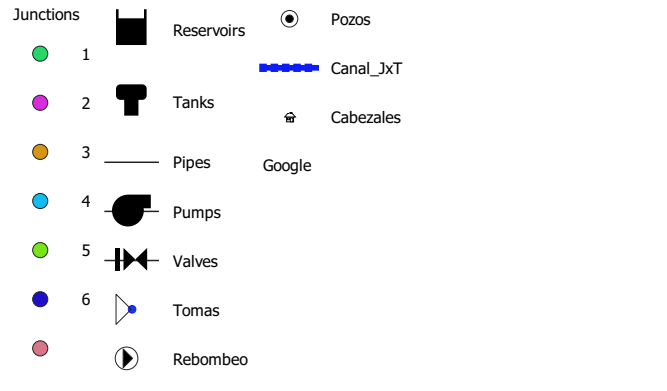 Junctions
1
2
3
4
5
6
Reservoirs
Tanks
Pipes
Pumps
Valves
Tomas
Rebombeo
Pozos
Canal_JxT
Cabezales
Google